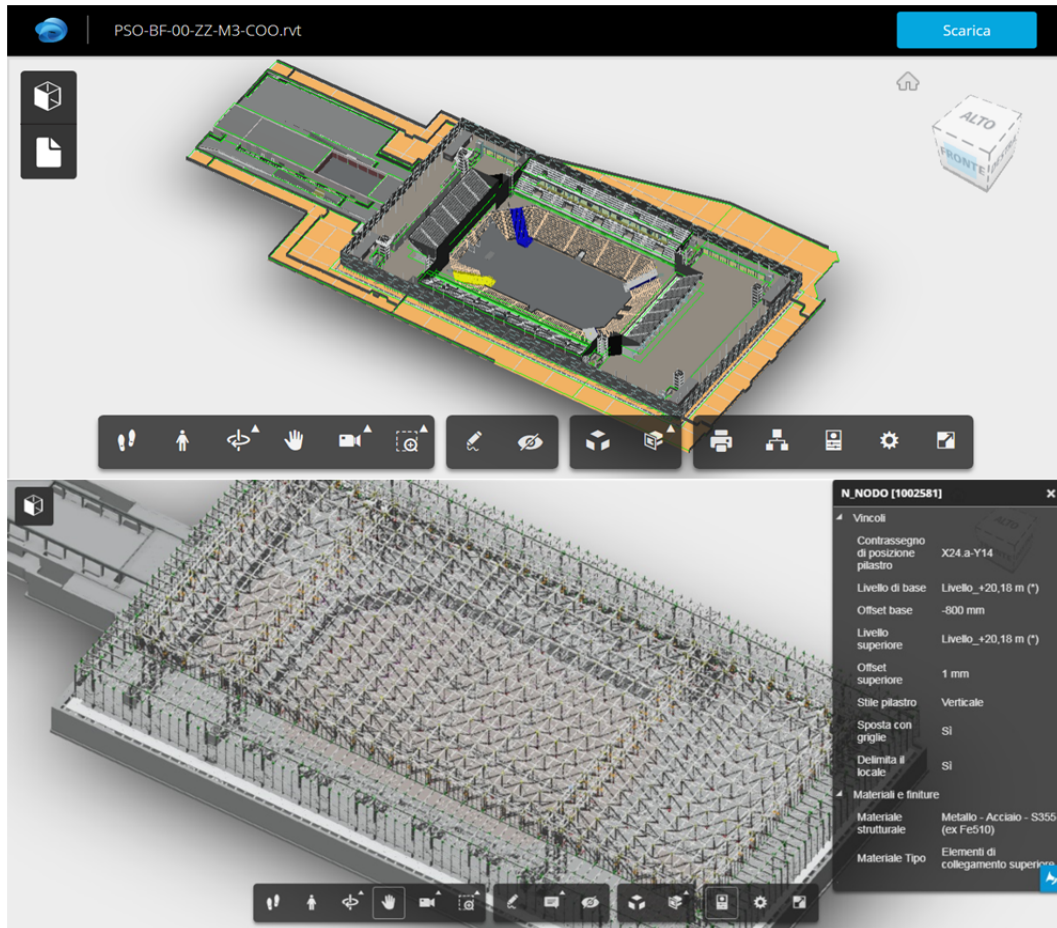 PSO-BF-00-ZZ-M3-COO.rvt
Scarica
ALTO
FRONTE
N_NODO [1002581]
Vincoli
Contrassegno
di posizione
pilastro
X24.a-Y14
Livello di base
Livello_+20,18 m (*)
Offset base
-800 mm
Livello
superiore
Livello_+20,18 m (*)
Offset
superiore
1 mm
Stile pilastro
Verticale
Sposta con
griglie
Sì
Delimita il
locale
Sì
Materiali e finiture
Materiale
strutturale
Metallo - Acciaio - S355
(ex Fe510)
Materiale Tipo
Elementi di
collegamento superiore